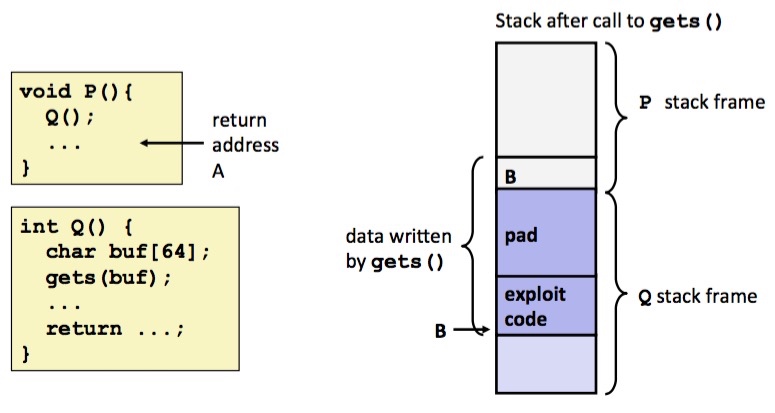 Stack after call to gets()
void P(){
Q();
...
}
return
address
A
int Q() {
char buf[64];
gets(buf);
...
return ...;
}
data written
by gets()
B
pad
exploit
code
B
P stack frame
Q stack frame